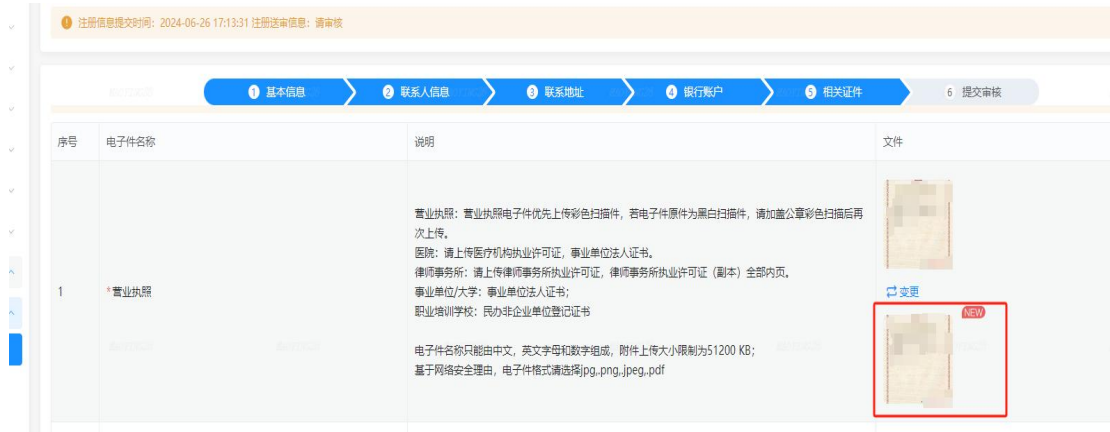 注册信息提交时间：2024-06-26 17:13:31 注册送审信息：请审核
1 基本信息
2 联系人信息
3 联系地址
4 银行账户
5 相关证件
6 提交审核
序号 电子件名称 说明 文件
1 *营业执照
营业执照：营业执照电子件优先上传彩色扫描件，若电子件原件为黑白扫描件，请加盖公章彩色扫描后再
次上传。
医院：请上传医疗机构执业许可证，事业单位法人证书。
律师事务所：请上传律师事务所执业许可证，律师事务所执业许可证（副本）全部内页。
事业单位/大学：事业单位法人证书；
职业培训学校：民办非企业单位登记证书
电子件名称只能由中文，英文字母和数字组成，附件上传大小限制为51200 KB；
基于网络安全理由，电子件格式请选择jpg,.png,.jpeg,.pdf
变更
NEW